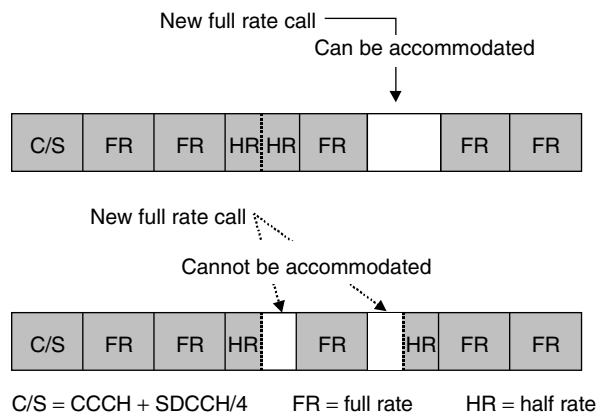 New full rate call
Can be accommodated
C/S FR FR HR HR FR FR FR
New full rate call
Cannot be accommodated
C/S FR FR HR FR HR FR FR
C/S = CCCH + SDCCH/4 FR = full rate HR = half rate